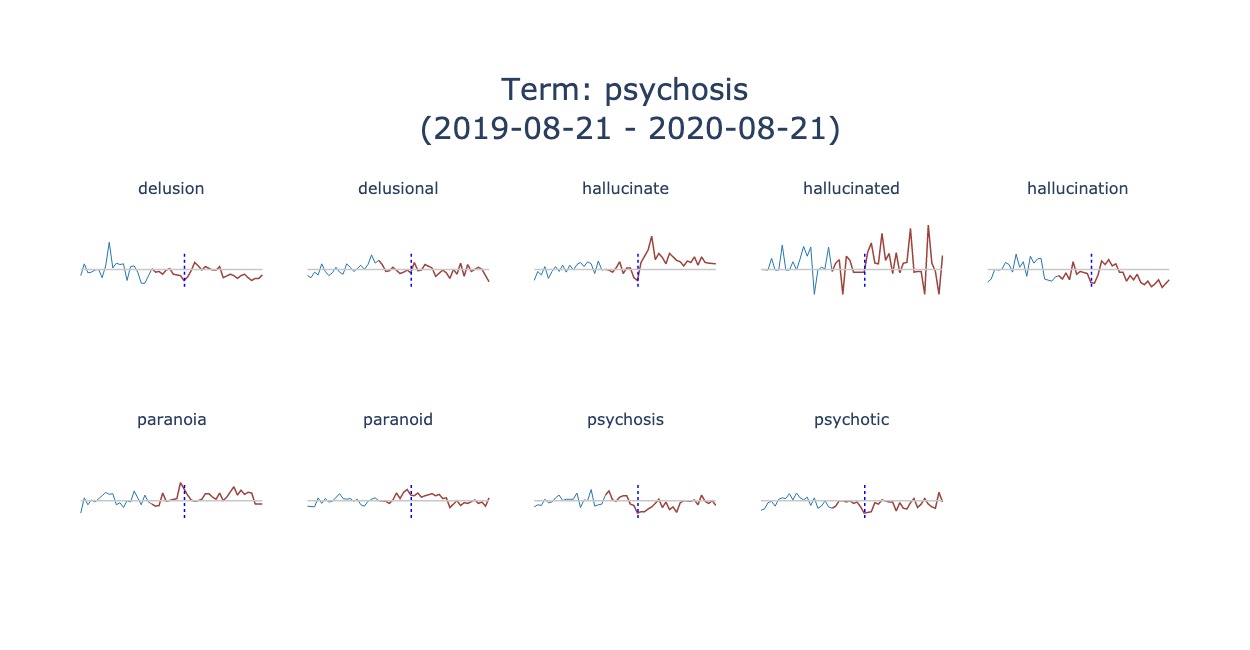 Term: psychosis
(2019-08-21 - 2020-08-21)
delusion
delusional
hallucinate
hallucinated
hallucination
paranoia
paranoid
psychosis
psychotic